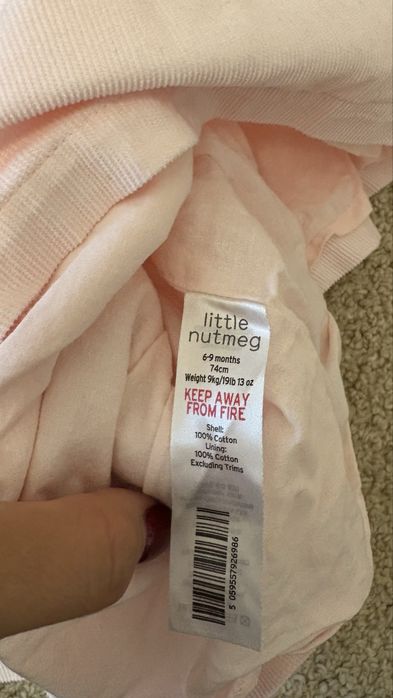 little
nutmeg
6-9 months
74cm
Weight 9kg/19lb 13 oz
KEEP AWAY
FROM FIRE
Shell:
100% Cotton
Lining:
100% Cotton
Excluding Trims
5 059557926986